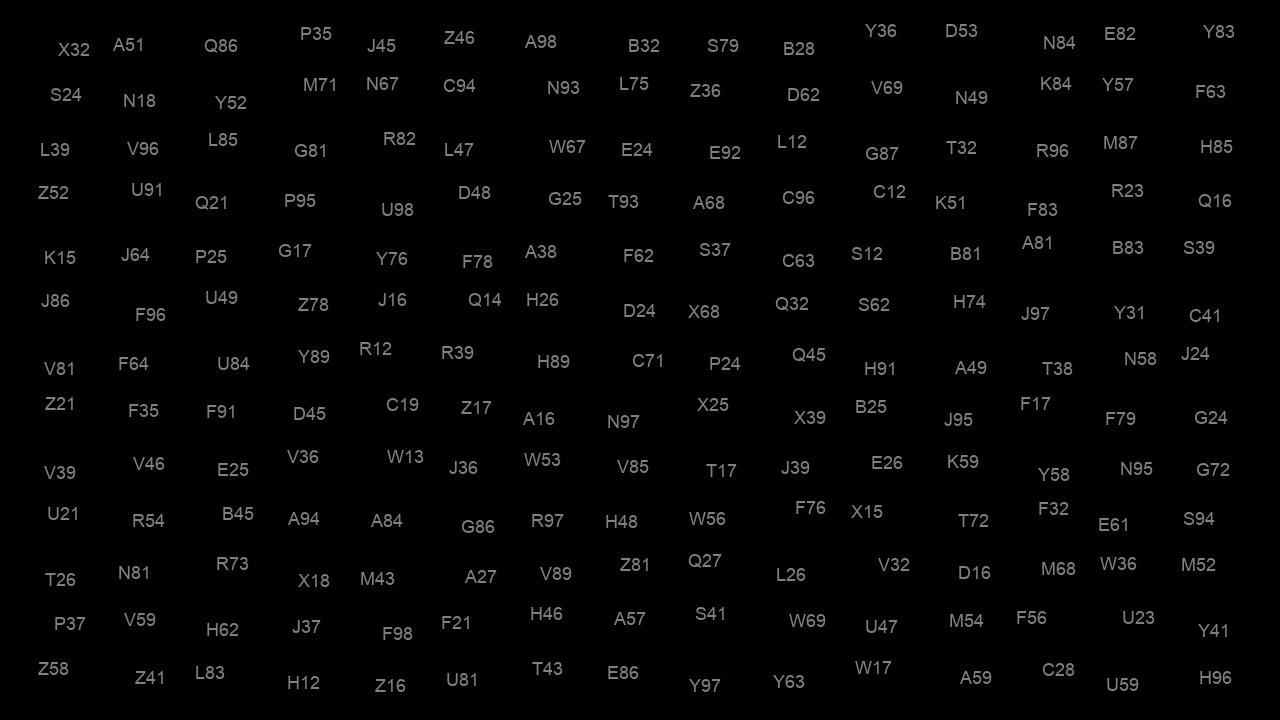 X32 A51 Q86 P35 J45 Z46 A98 B32 S79 B28 Y36 D53 N84 E82 Y83
S24 N18 Y52 M71 N67 C94 N93 L75 Z36 D62 V69 N49 K84 Y57 F63
L39 V96 L85 G81 R82 L47 W67 E24 E92 L12 G87 T32 R96 M87 H85
Z52 U91 Q21 P95 U98 D48 G25 T93 A68 C96 C12 K51 F83 R23 Q16
K15 J64 P25 G17 Y76 F78 A38 F62 S37 C63 S12 B81 A81 B83 S39
J86 F96 U49 Z78 J16 Q14 H26 D24 X68 Q32 S62 H74 J97 Y31 C41
V81 F64 U84 Y89 R12 R39 H89 C71 P24 Q45 H91 A49 T38 N58 J24
Z21 F35 F91 D45 C19 Z17 A16 N97 X25 X39 B25 J95 F17 F79 G24
V39 V46 E25 V36 W13 J36 W53 V85 T17 J39 E26 K59 Y58 N95 G72
U21 R54 B45 A94 A84 G86 R97 H48 W56 F76 X15 T72 F32 E61 S94
T26 N81 R73 X18 M43 A27 V89 Z81 Q27 L26 V32 D16 M68 W36 M52
P37 V59 H62 J37 F98 F21 H46 A57 S41 W69 U47 M54 F56 U23 Y41
Z58 Z41 L83 H12 Z16 U81 T43 E86 Y97 Y63 W17 A59 C28 U59 H96